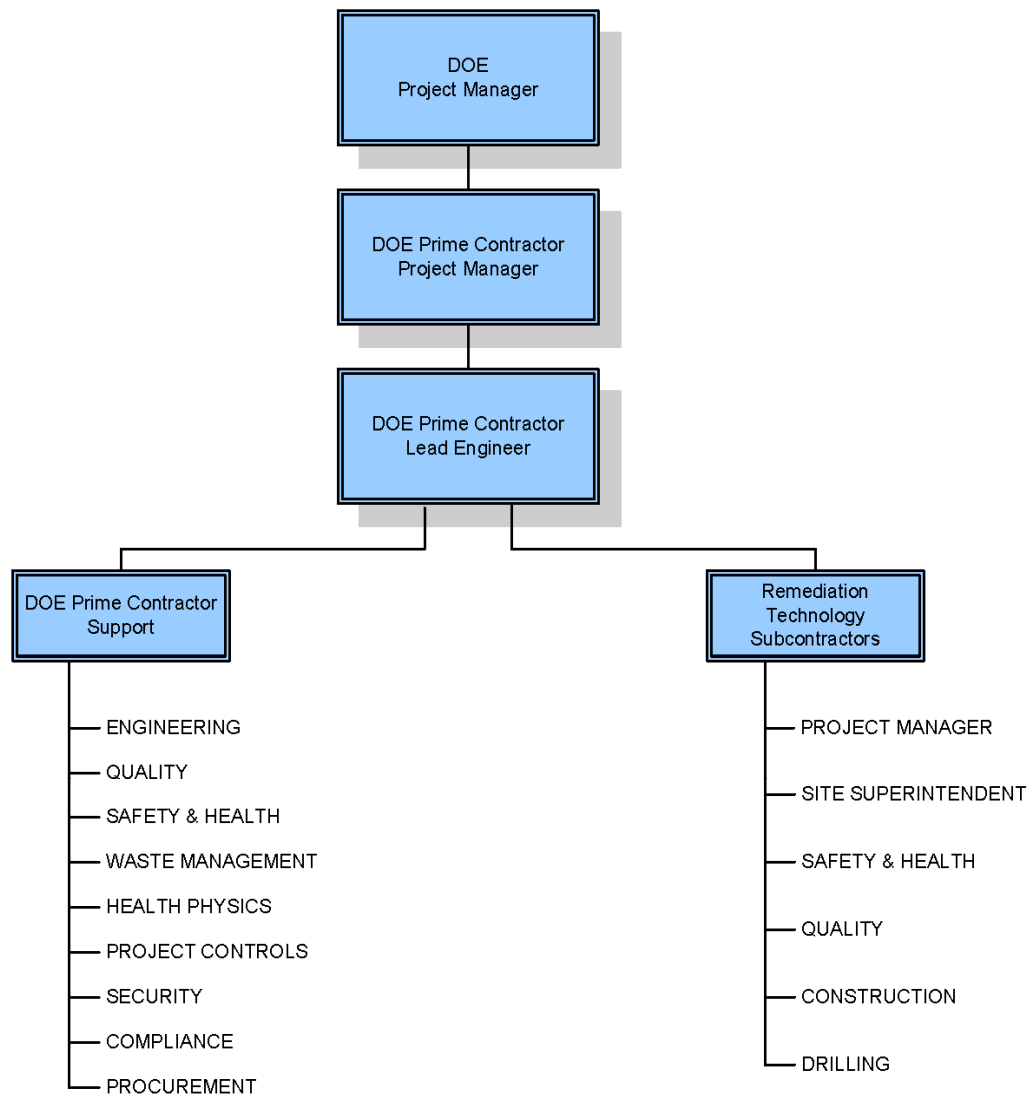 DOE
Project Manager
DOE Prime Contractor
Project Manager
DOE Prime Contractor
Lead Engineer
DOE Prime Contractor
Support
ENGINEERING
QUALITY
SAFETY & HEALTH
WASTE MANAGEMENT
HEALTH PHYSICS
PROJECT CONTROLS
SECURITY
COMPLIANCE
PROCUREMENT
Remediation
Technology
Subcontractors
PROJECT MANAGER
SITE SUPERINTENDENT
SAFETY & HEALTH
QUALITY
CONSTRUCTION
DRILLING